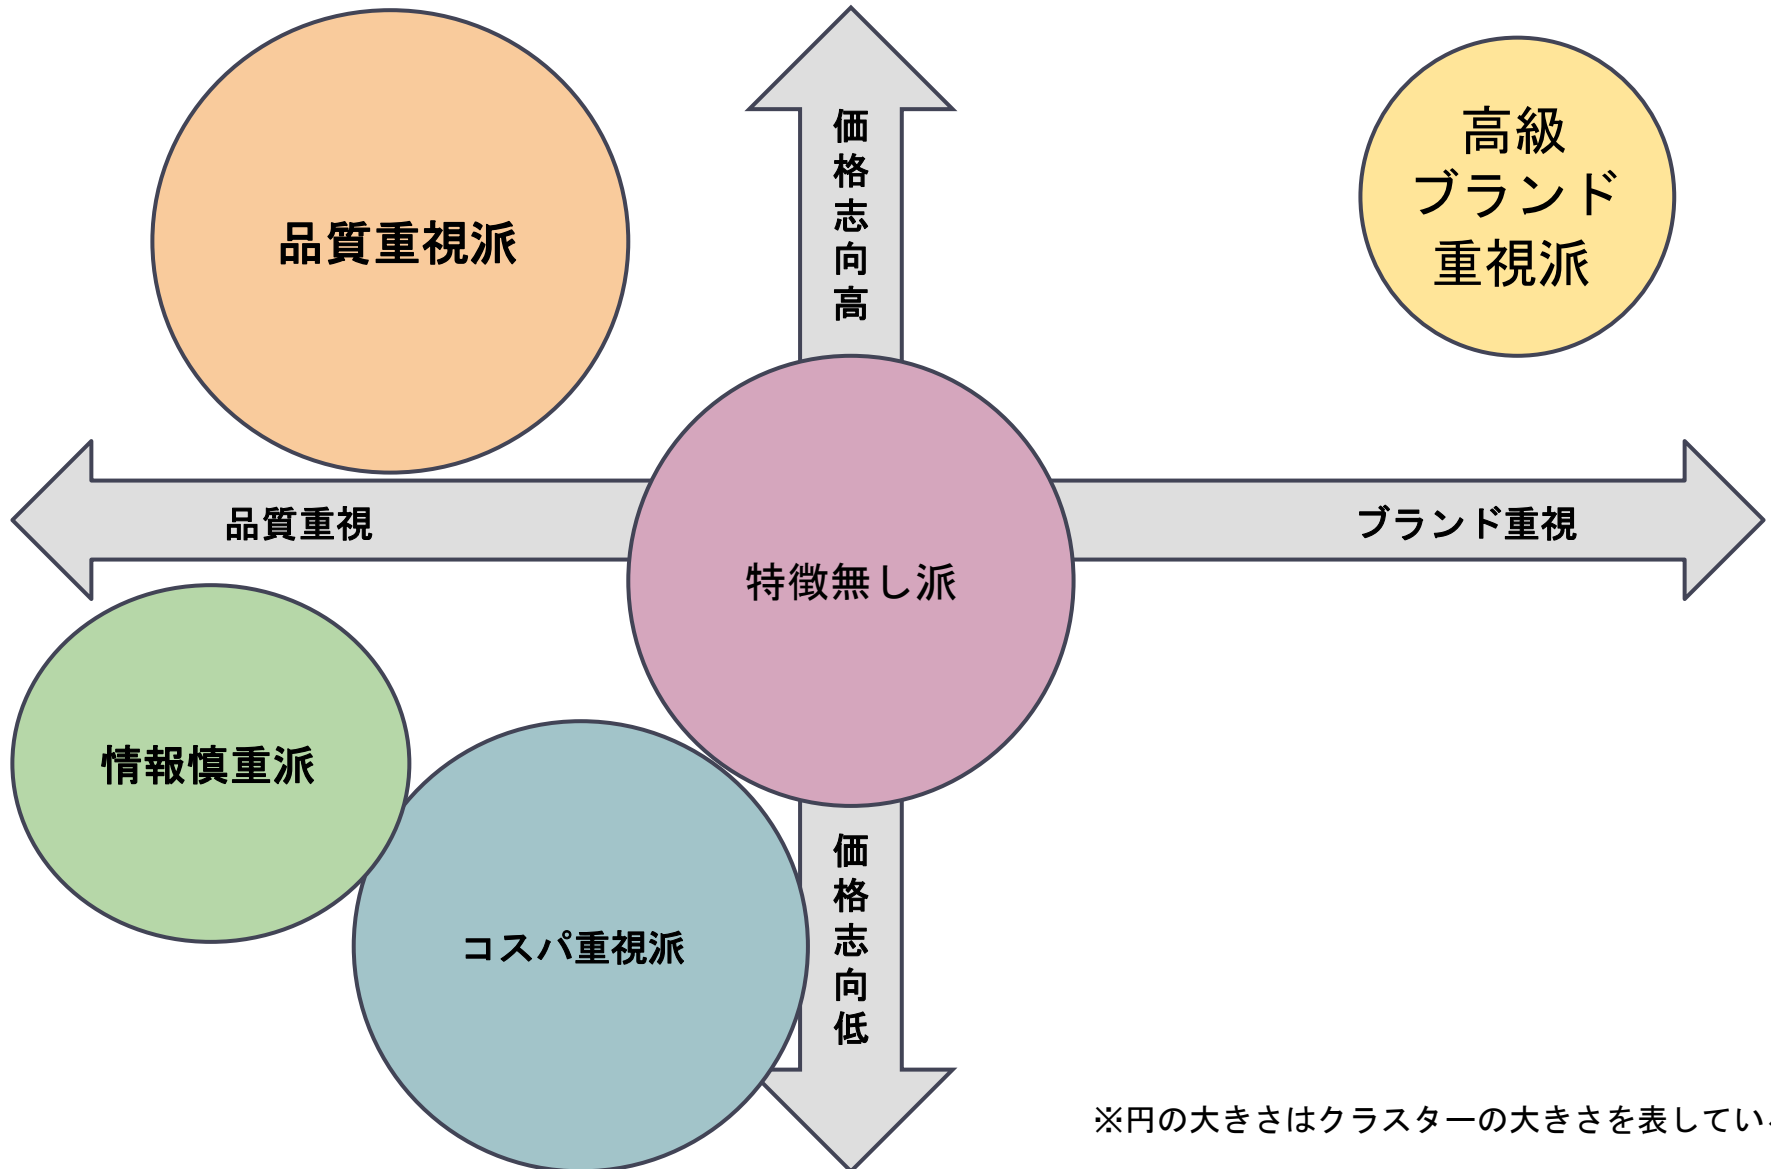 品質重視派
価格志向高
高級
ブランド
重視派
品質重視
ブランド重視
特徴無し派
情報慎重派
コスパ重視派
価格志向低
※円の大きさはクラスターの大きさを表してい